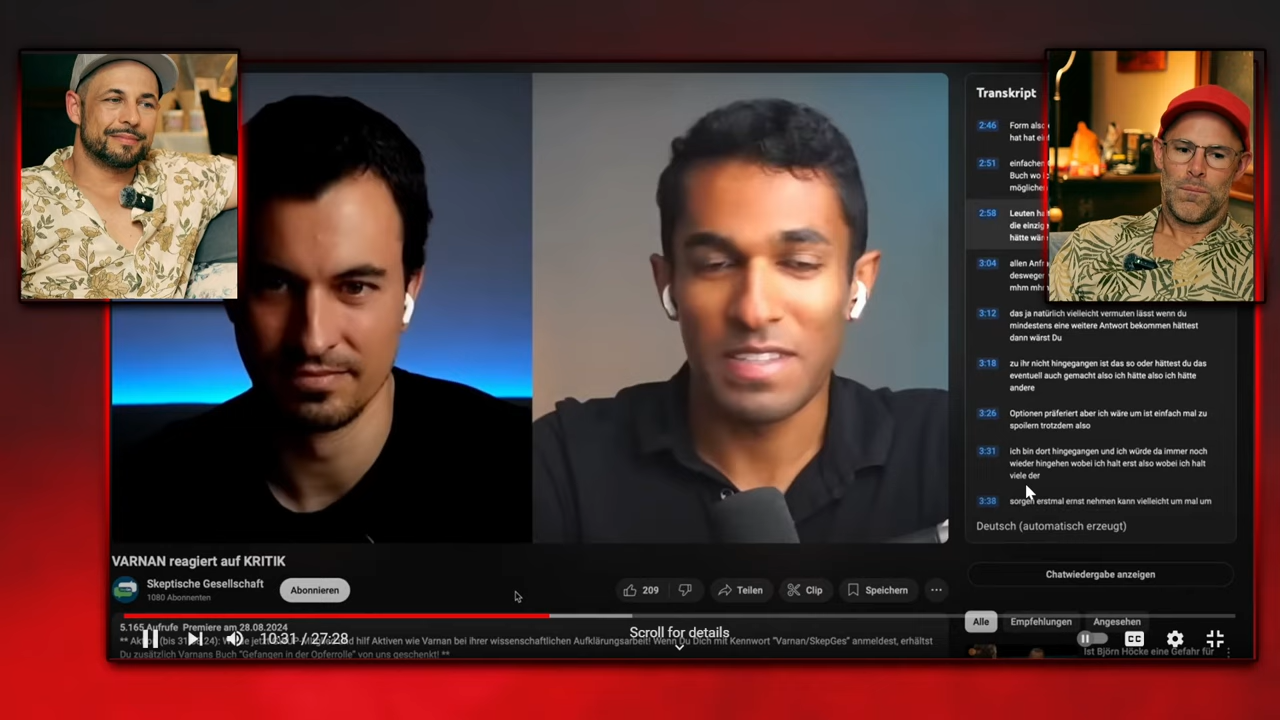 Transkript
2:46 Form also
hat hat ein
2:51 einfachen
Buch wo
möglichen
2:58 Leuten
die einzig
hätte wär
3:04 allen Anfr
deswegen
mhm mhm
3:12 das ja natürlich vielleicht vermuten lässt wenn du
mindestens eine weitere Antwort bekommen hättest
dann wärst Du
3:18 zu ihr nicht hingegangen ist das so oder hättest du das
eventuell auch gemacht also ich hätte also ich hätte
andere
3:26 Optionen präferiert aber ich wäre um ist einfach mal zu
spoilern trotzdem also
3:31 ich bin dort hingegangen und ich würde da immer noch
wieder hingehen wobei ich halt erst also wobei ich halt
viele der
3:38 sorgen erstmal ernst nehmen kann vielleicht um mal um
Deutsch (automatisch erzeugt)
VARNAN reagiert auf KRITIK
Skeptische Gesellschaft
1080 Abonnenten
Abonnieren
209
Teilen
Clip
Speichern
Chatwiedergabe anzeigen
Alle Empfehlungen Angesehen
5.165 Aufrufe Premiere am 28.08.2024
10:31 / 27:28
Scroll for details
CC
Du zusätzlich Varnans Buch "Gefangen in der Opferrolle" von uns geschenkt! **
Ist Björn Höcke eine Gefahr für